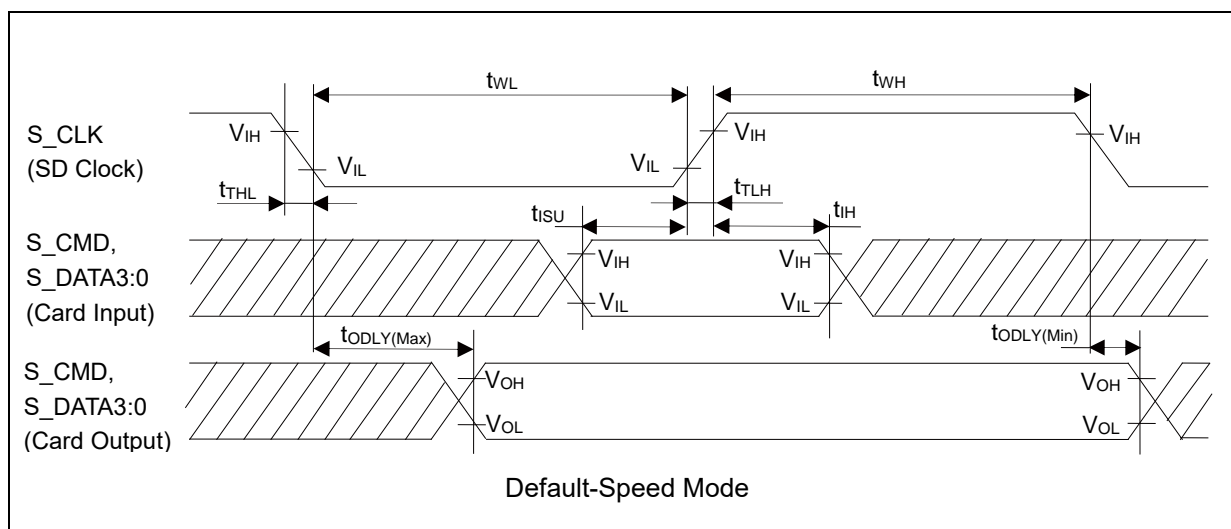 tWL
tWH
S_CLK
(SD Clock)
VIH
VIL
VIL
VIH
VIH
tTHL
tTLH
tISU
tIH
S_CMD,
S_DATA3:0
(Card Input)
VIH
VIL
VIH
VIL
tODLY(Max)
tODLY(Min)
S_CMD,
S_DATA3:0
(Card Output)
VOH
VOL
VOH
VOL
Default-Speed Mode